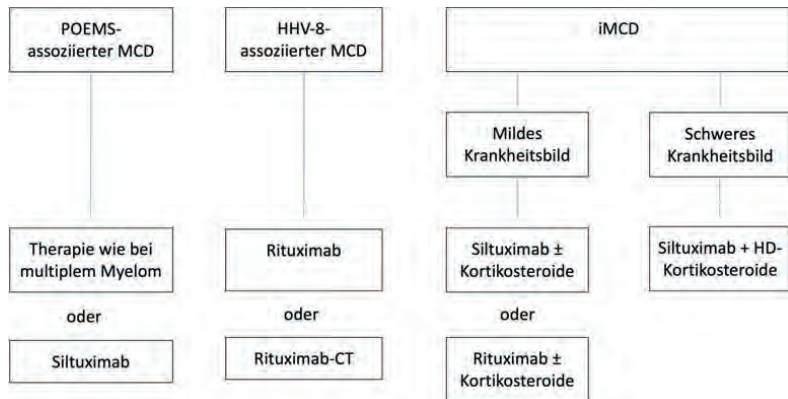 POEMS-
assoziierter MCD
HHV-8-
assoziierter MCD
iMCD
Mildes
Krankheitsbild
Schweres
Krankheitsbild
Therapie wie bei
multiplem Myelom
Rituximab
Siltuximab ±
Kortikosteroide
Siltuximab + HD-
Kortikosteroide
oder
oder
oder
Siltuximab
Rituximab-CT
Rituximab ±
Kortikosteroide